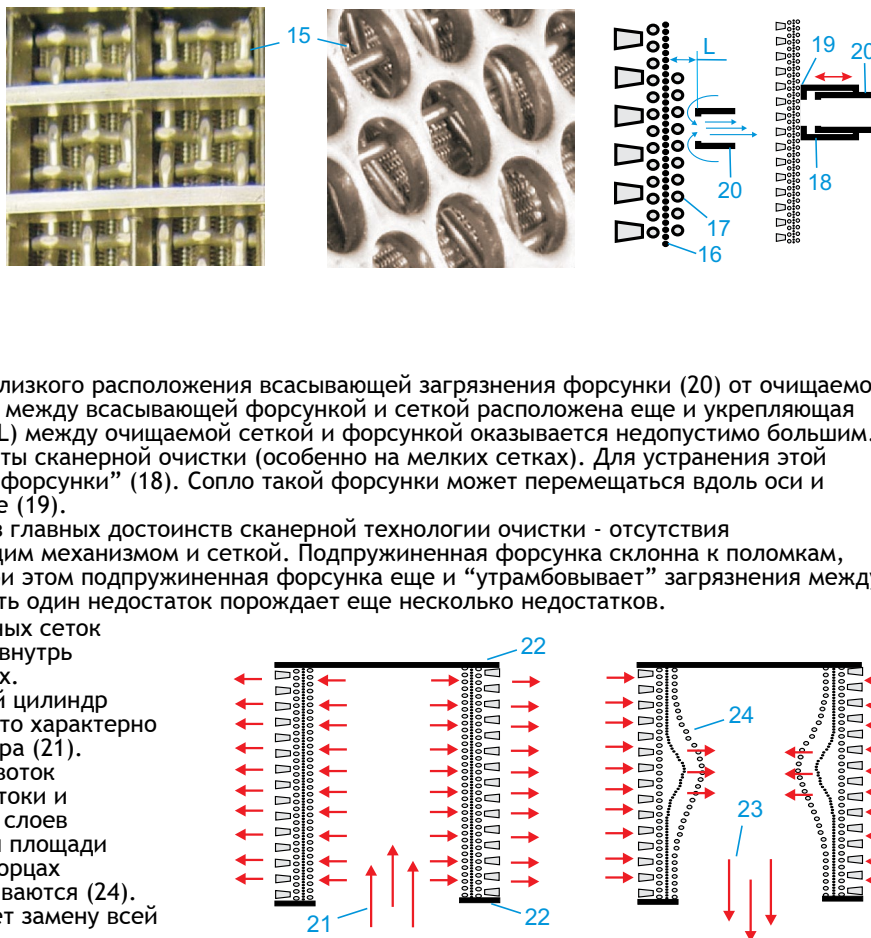 15
L
19
20
20
18
17
16
лизкого расположения всасывающей загрязнения форсунки (20) от очищаемо
между всасывающей форсункой и сеткой расположена еще и укрепляющая
L) между очищаемой сеткой и форсункой оказывается недопустимо большим.
ты сканерной очистки (особенно на мелких сетках). Для устранения этой
форсунки” (18). Сопло такой форсунки может перемещаться вдоль оси и
е (19).
з главных достоинств сканерной технологии очистки - отсутствия
щим механизмом и сеткой. Подпружиненная форсунка склонна к поломкам,
и этом подпружиненная форсунка еще и “утрамбовывает” загрязнения между
ть один недостаток порождает еще несколько недостатков.
ных сеток
внутрь
х.
й цилиндр
то характерно
ра (21).
воток
токи и
слоев
площади
орцах
ваются (24).
ет замену всей
22
24
23
21
22